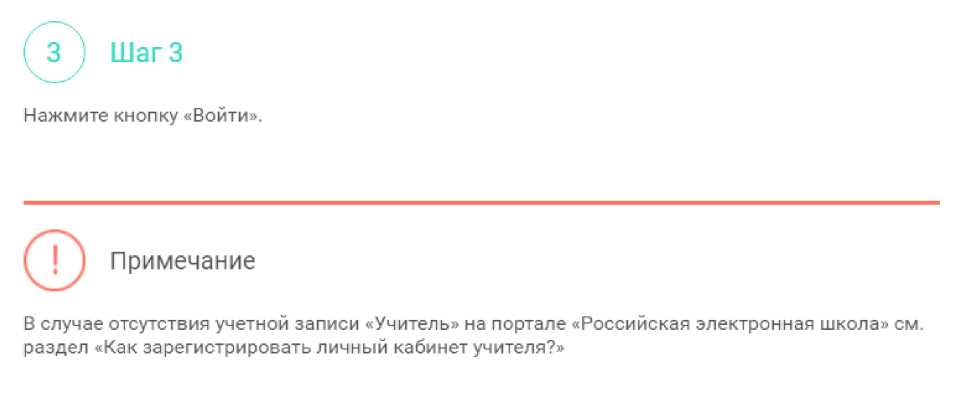 3 Шаг 3
Нажмите кнопку «Войти».
! Примечание
В случае отсутствия учетной записи «Учитель» на портале «Российская электронная школа» см.
раздел «Как зарегистрировать личный кабинет учителя?»